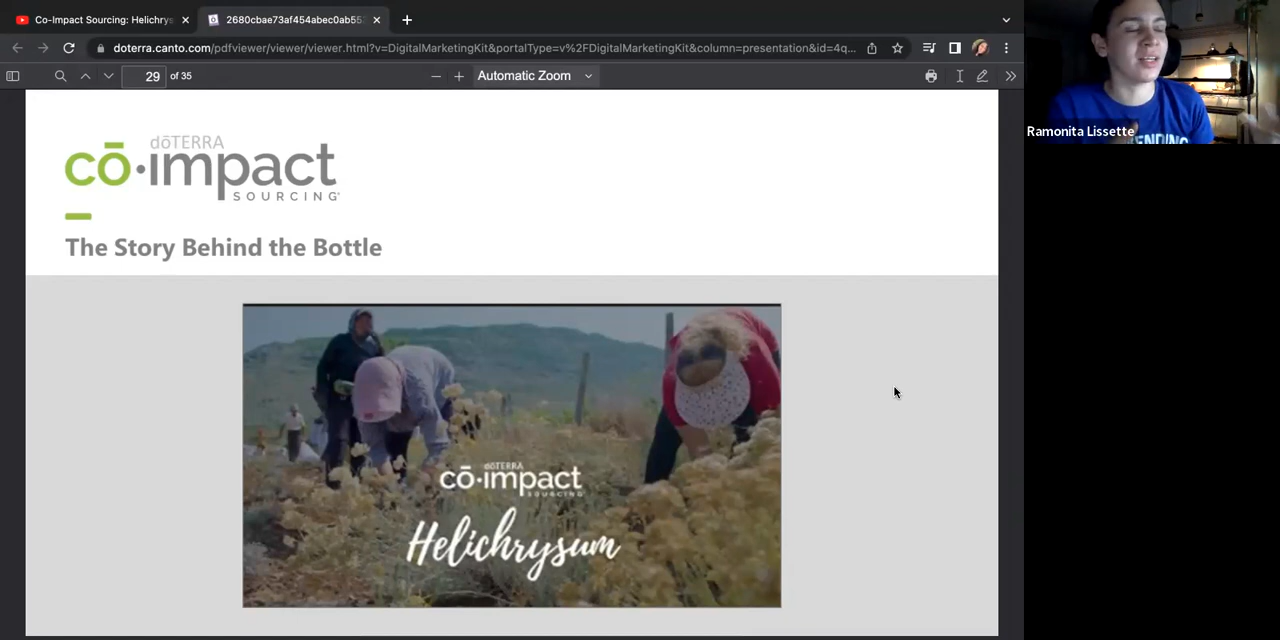 Co-Impact Sourcing: Helichrys
2680cbae73af454abec0ab55
doterra.canto.com/pdfviewer/viewer/viewer.html?v=DigitalMarketingKit&portalType=v%2FDigitalMarketingKit&column=presentation&id=4q...
29 of 35
Automatic Zoom
Ramonita Lissette
dōTERRA
cō·impact
SOURCING
The Story Behind the Bottle
dōTERRA
cō·impact
SOURCING
Helichrysum